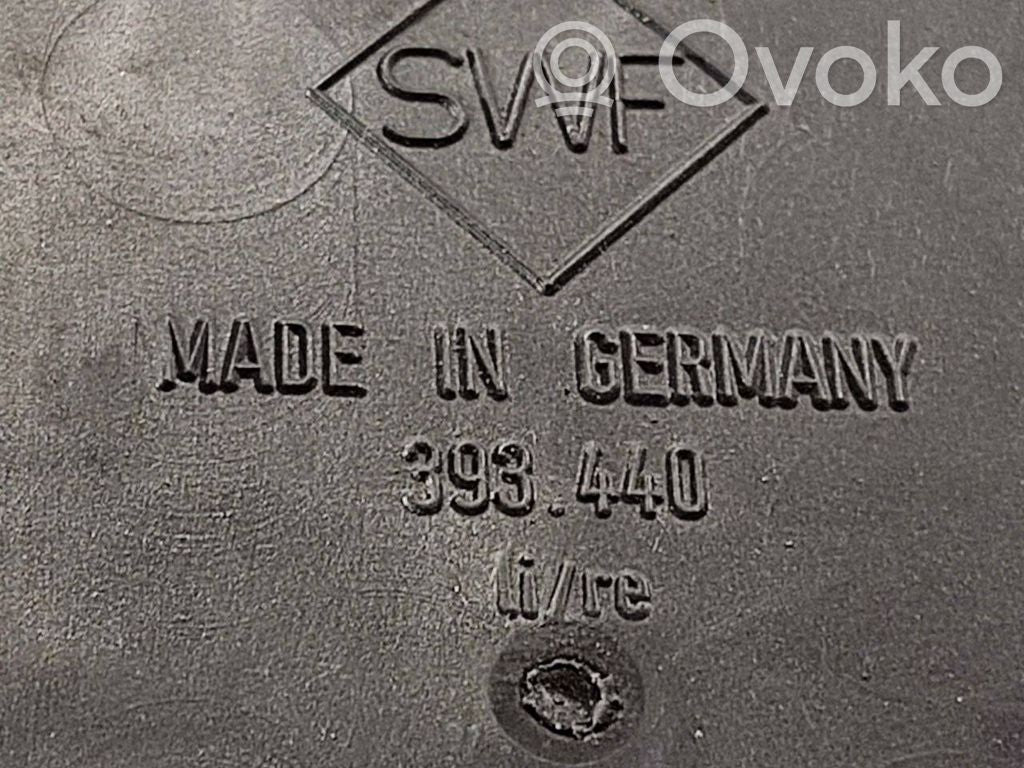 SWF
Ovoko
MADE IN GERMANY
393.440
li/re